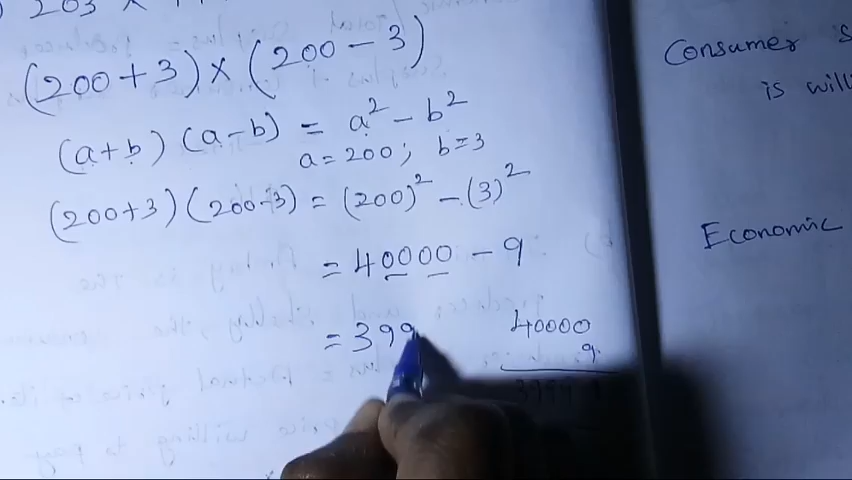 203 ×
(200 + 3) × (200 - 3)
(a + b) (a - b) = a² - b²
a = 200 ; b = 3
(200+3) (200-3) = (200)² - (3)²
= 40000 - 9
= 399
40000
9
Consumer
is
Economic